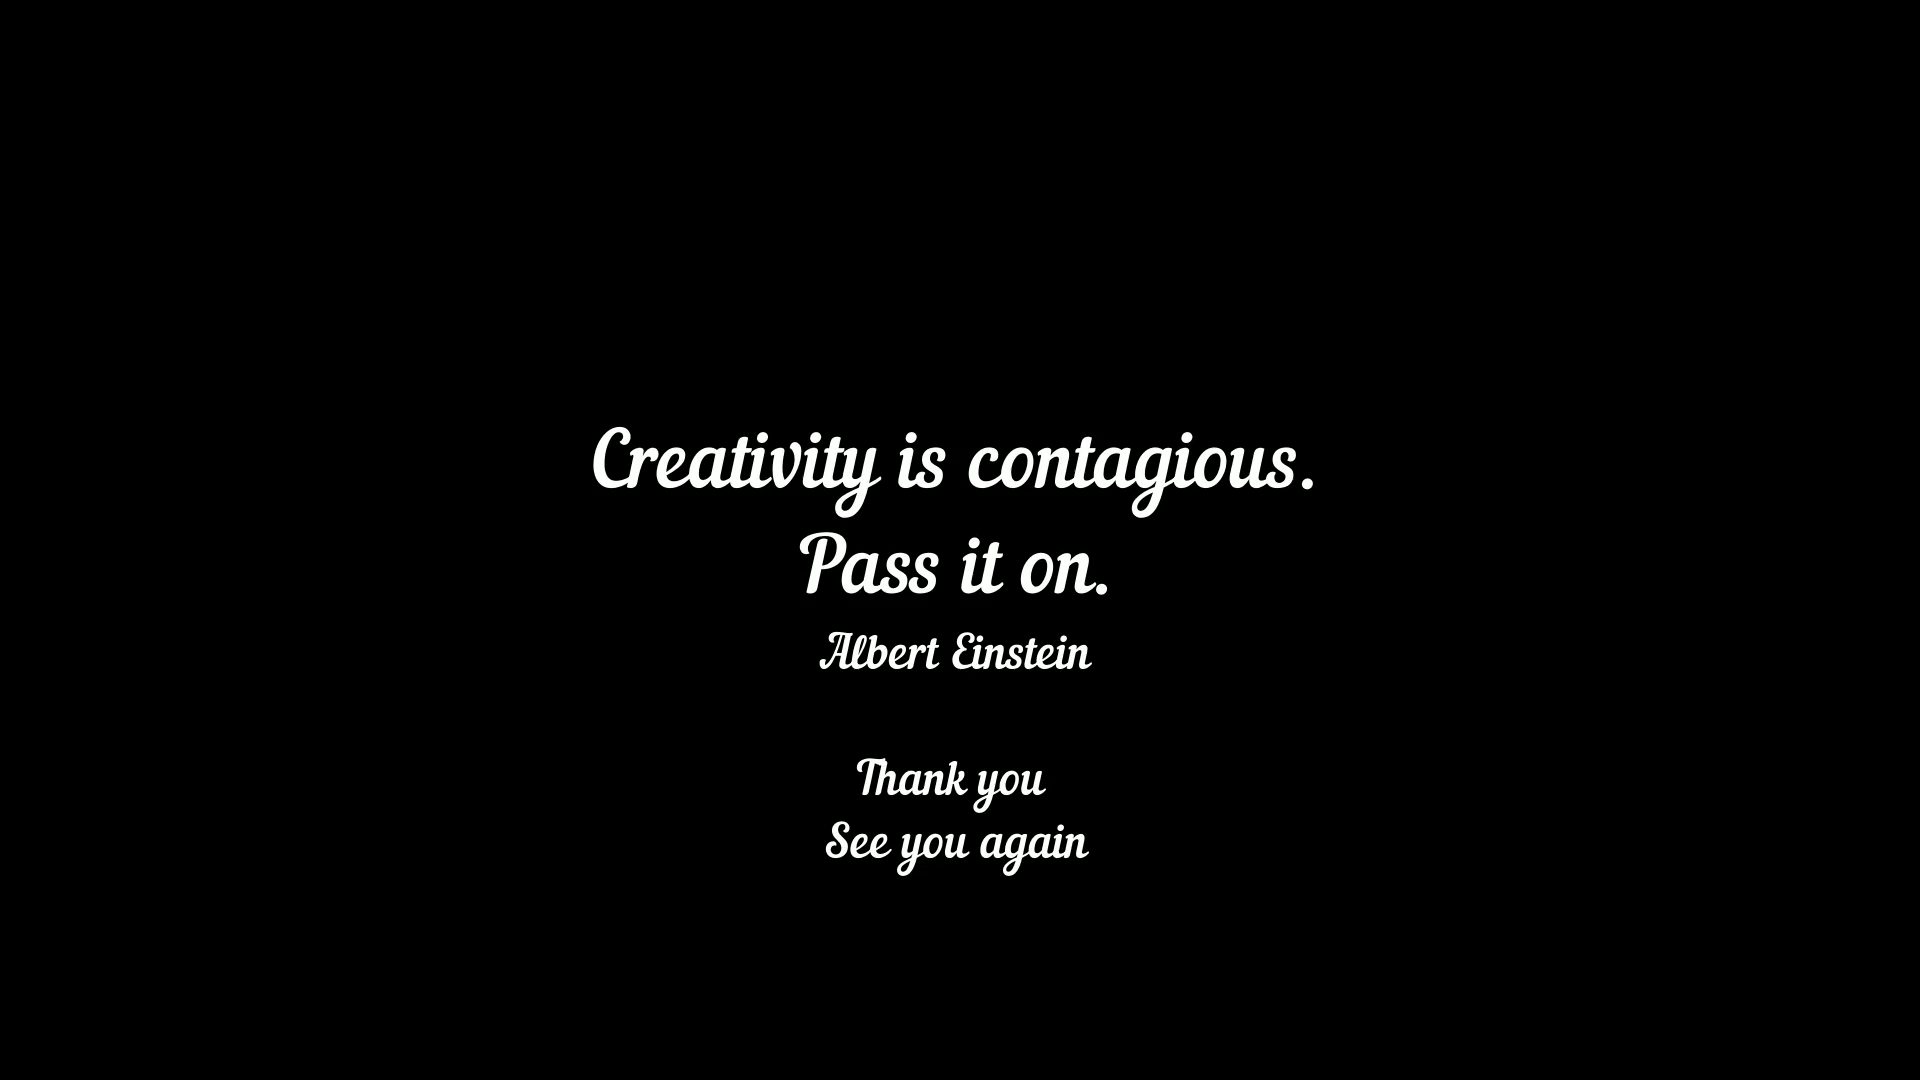 Creativity is contagious.
Pass it on.
Albert Einstein
Thank you
See you again